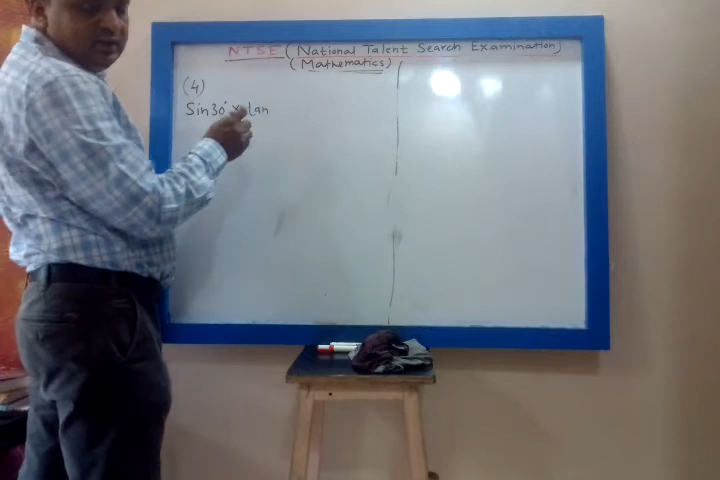 NTSE (National Talent Search Examination)
(Mathematics)
(4)
Sin30° x tan